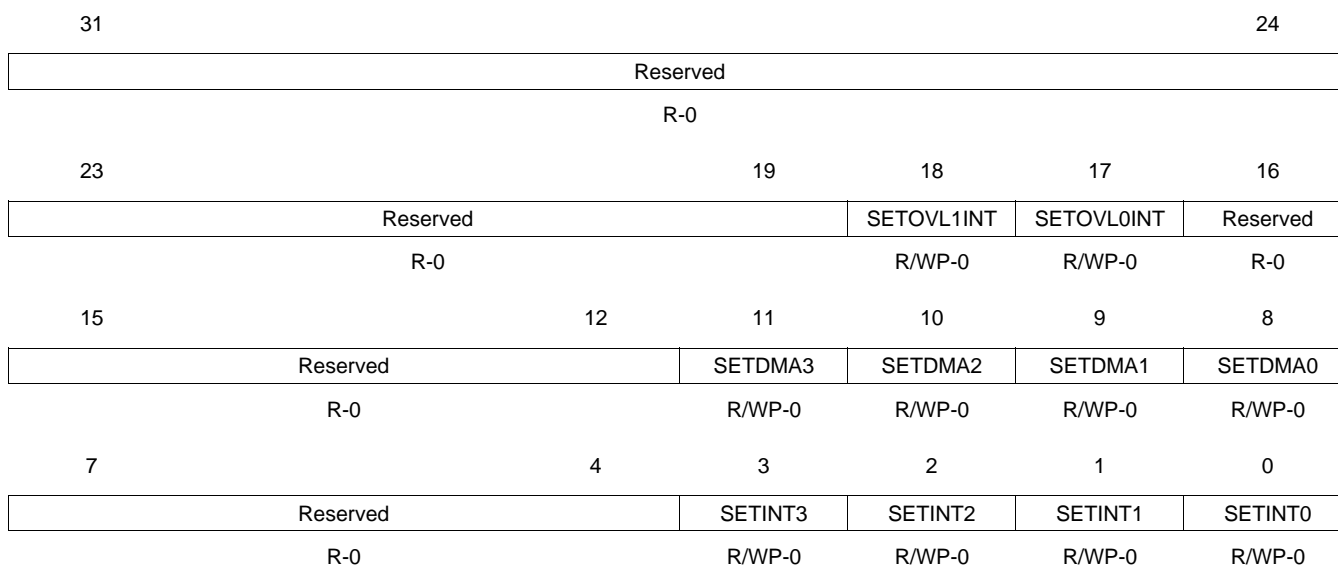 31 24
Reserved
R-0
23 19 18 17 16
Reserved SETOVL1INT SETOVL0INT Reserved
R-0 R/WP-0 R/WP-0 R-0
15 12 11 10 9 8
Reserved SETDMA3 SETDMA2 SETDMA1 SETDMA0
R-0 R/WP-0 R/WP-0 R/WP-0 R/WP-0
7 4 3 2 1 0
Reserved SETINT3 SETINT2 SETINT1 SETINT0
R-0 R/WP-0 R/WP-0 R/WP-0 R/WP-0